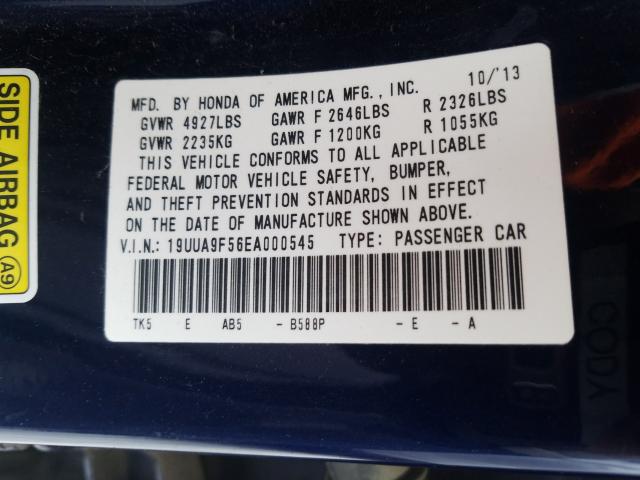 SIDE AIRBAG A9
MFD. BY HONDA OF AMERICA MFG., INC. 10/'13
GVWR 4927LBS GAWR F 2646LBS R 2326LBS
GVWR 2235KG GAWR F 1200KG R 1055KG
THIS VEHICLE CONFORMS TO ALL APPLICABLE
FEDERAL MOTOR VEHICLE SAFETY, BUMPER,
AND THEFT PREVENTION STANDARDS IN EFFECT
ON THE DATE OF MANUFACTURE SHOWN ABOVE.
V.I.N.: 19UUA9F56EA000545 TYPE: PASSENGER CAR
TK5 E AB5 - B588P - E - A